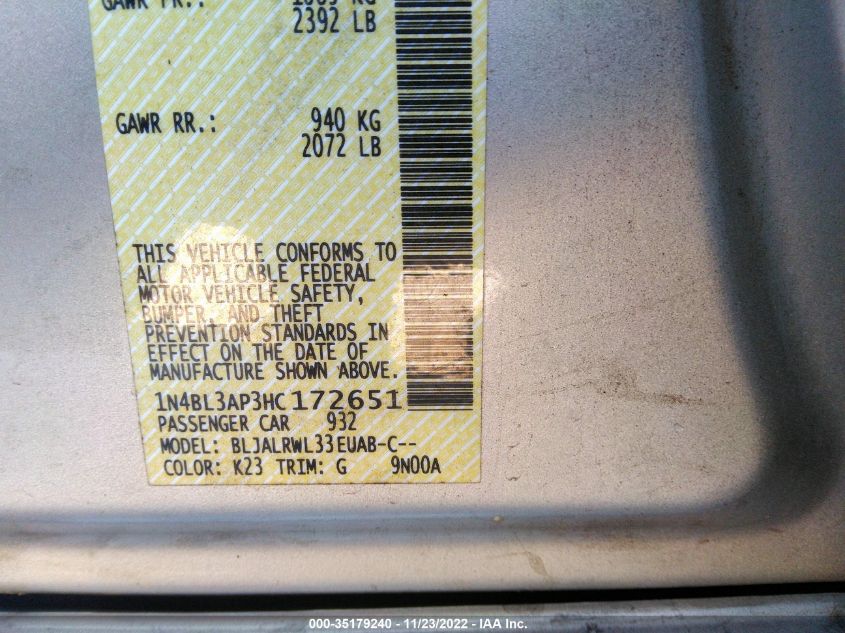 GAWR FR.:
2392 LB
GAWR RR.: 940 KG
2072 LB
THIS VEHICLE CONFORMS TO
ALL APPLICABLE FEDERAL
MOTOR VEHICLE SAFETY,
BUMPER, AND THEFT
PREVENTION STANDARDS IN
EFFECT ON THE DATE OF
MANUFACTURE SHOWN ABOVE.
1N4BL3AP3HC172651
PASSENGER CAR 932
MODEL: BLJALRWL33EUAB-C--
COLOR: K23 TRIM: G 9N00A
000-35179240 - 11/23/2022 - IAA Inc.